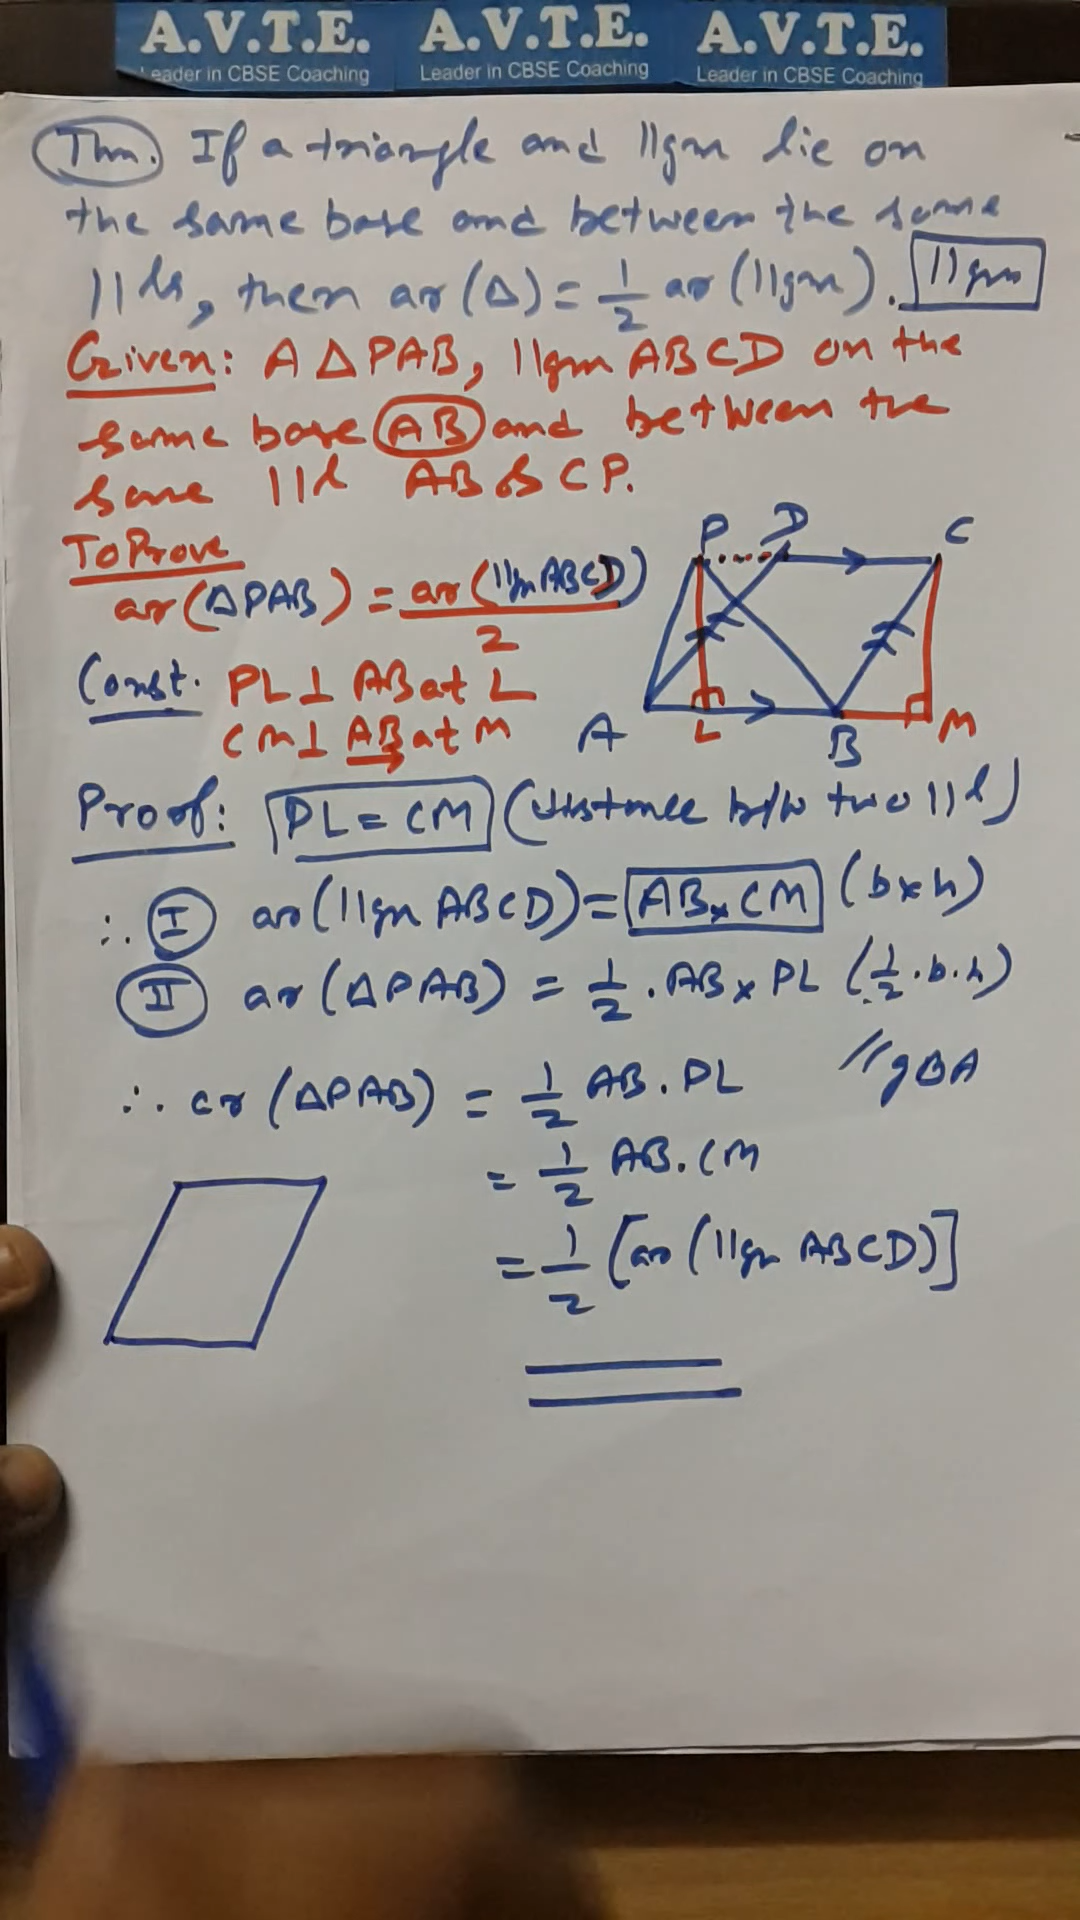 A.V.T.E. A.V.T.E. A.V.T.E.
Leader in CBSE Coaching Leader in CBSE Coaching Leader in CBSE Coaching
Thm. If a triangle and ||gm lie on
the same base and between the same
||ls, then ar(Δ) = 1/2 ar(||gm). ||gm
Given: A ΔPAB, ||gm ABCD on the
same base AB and between the
same ||l AB & CP.
To Prove
ar(ΔPAB) = ar(||gm ABCD)/2
P D C
A L B M
Const. PL⊥ AB at L
CM⊥ AB at M
Proof: PL = CM (distance b/w two ||l)
∴ I ar(||gm ABCD) = AB × CM (b×h)
II ar(ΔPAB) = 1/2 . AB × PL (1/2 . b . h)
∴ ar(ΔPAB) = 1/2 AB . PL
= 1/2 AB . CM
= 1/2 [ar(||gm ABCD)]